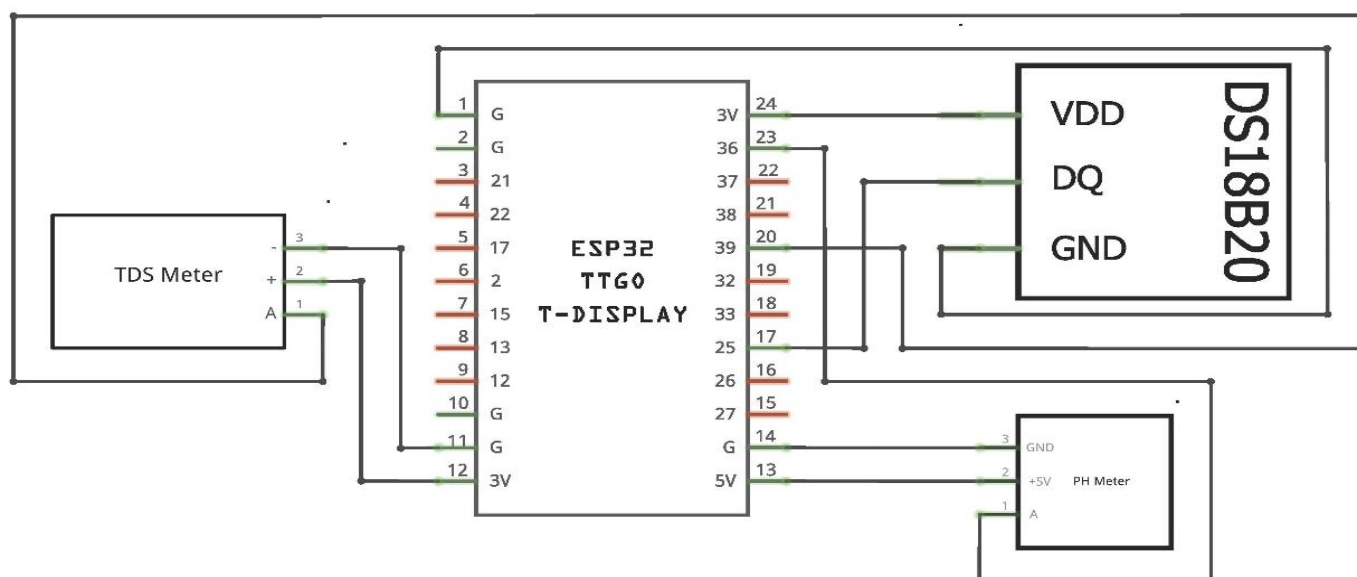 1 G 3V 24
2 G 36 23
3 21 37 22
4 22 38 21
5 17 39 20
6 2 32 19
7 15 33 18
8 13 25 17
9 12 26 16
10 G 27 15
11 G G 14
12 3V 5V 13
ESP32
TTGO
T-DISPLAY
TDS Meter
- 3
+ 2
A 1
VDD
DQ
GND
DS18B20
3 GND
2 +5V
1 A
PH Meter